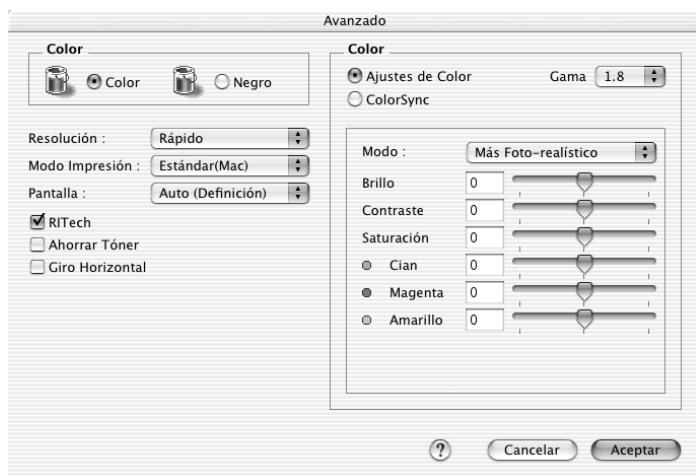 Avanzado
Color
Color
Negro
Resolución :
Rápido
Modo Impresión :
Estándar(Mac)
Pantalla :
Auto (Definición)
RITech
Ahorrar Tóner
Giro Horizontal
Color
Ajustes de Color
Gama
1.8
ColorSync
Modo :
Más Foto-realístico
Brillo
0
Contraste
0
Saturación
0
Cian
0
Magenta
0
Amarillo
0
?
Cancelar
Aceptar